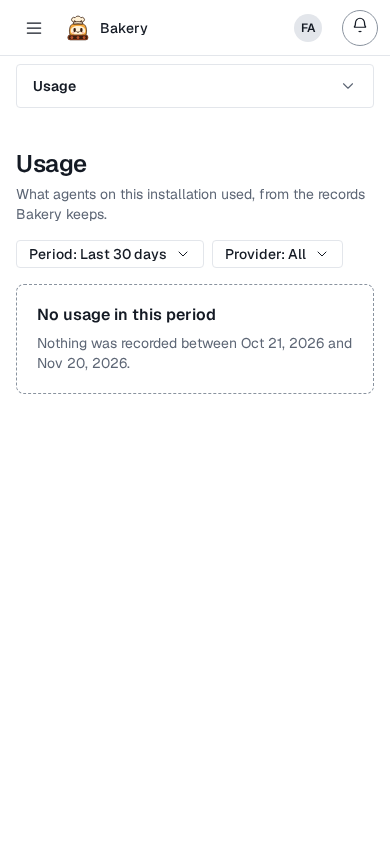 Bakery
FA
Usage
Usage
What agents on this installation used, from the records
Bakery keeps.
Period: Last 30 days
Provider: All
No usage in this period
Nothing was recorded between Oct 21, 2026 and
Nov 20, 2026.